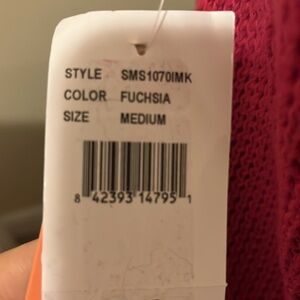 STYLE SMS1070IMK
COLOR FUCHSIA
SIZE MEDIUM
8 42393 14795 1